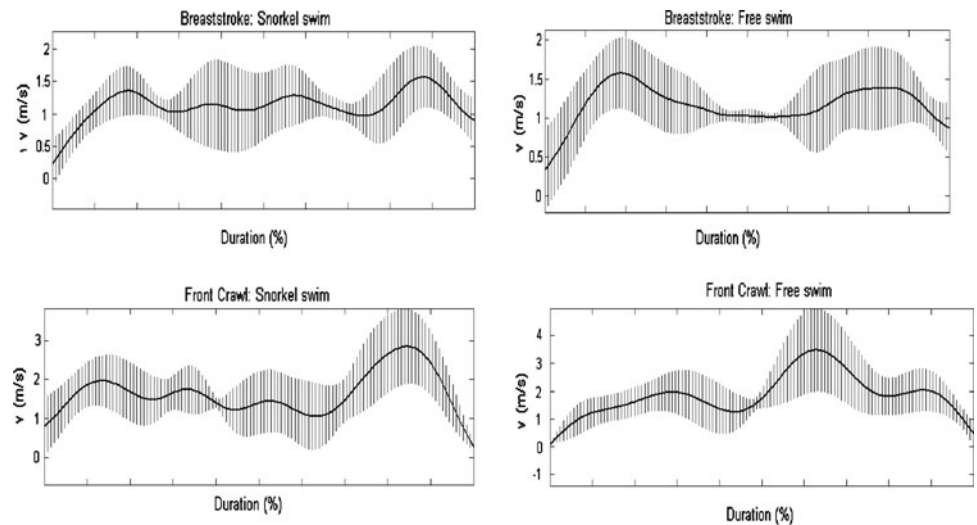 Breaststroke: Snorkel swim
2
1.5
1
0.5
0
v (m/s)
Duration (%)
Breaststroke: Free swim
2
1.5
1
0.5
0
v (m/s)
Duration (%)
Front Crawl: Snorkel swim
3
2
1
0
v (m/s)
Duration (%)
Front Crawl: Free swim
4
3
2
1
0
-1
v (m/s)
Duration (%)